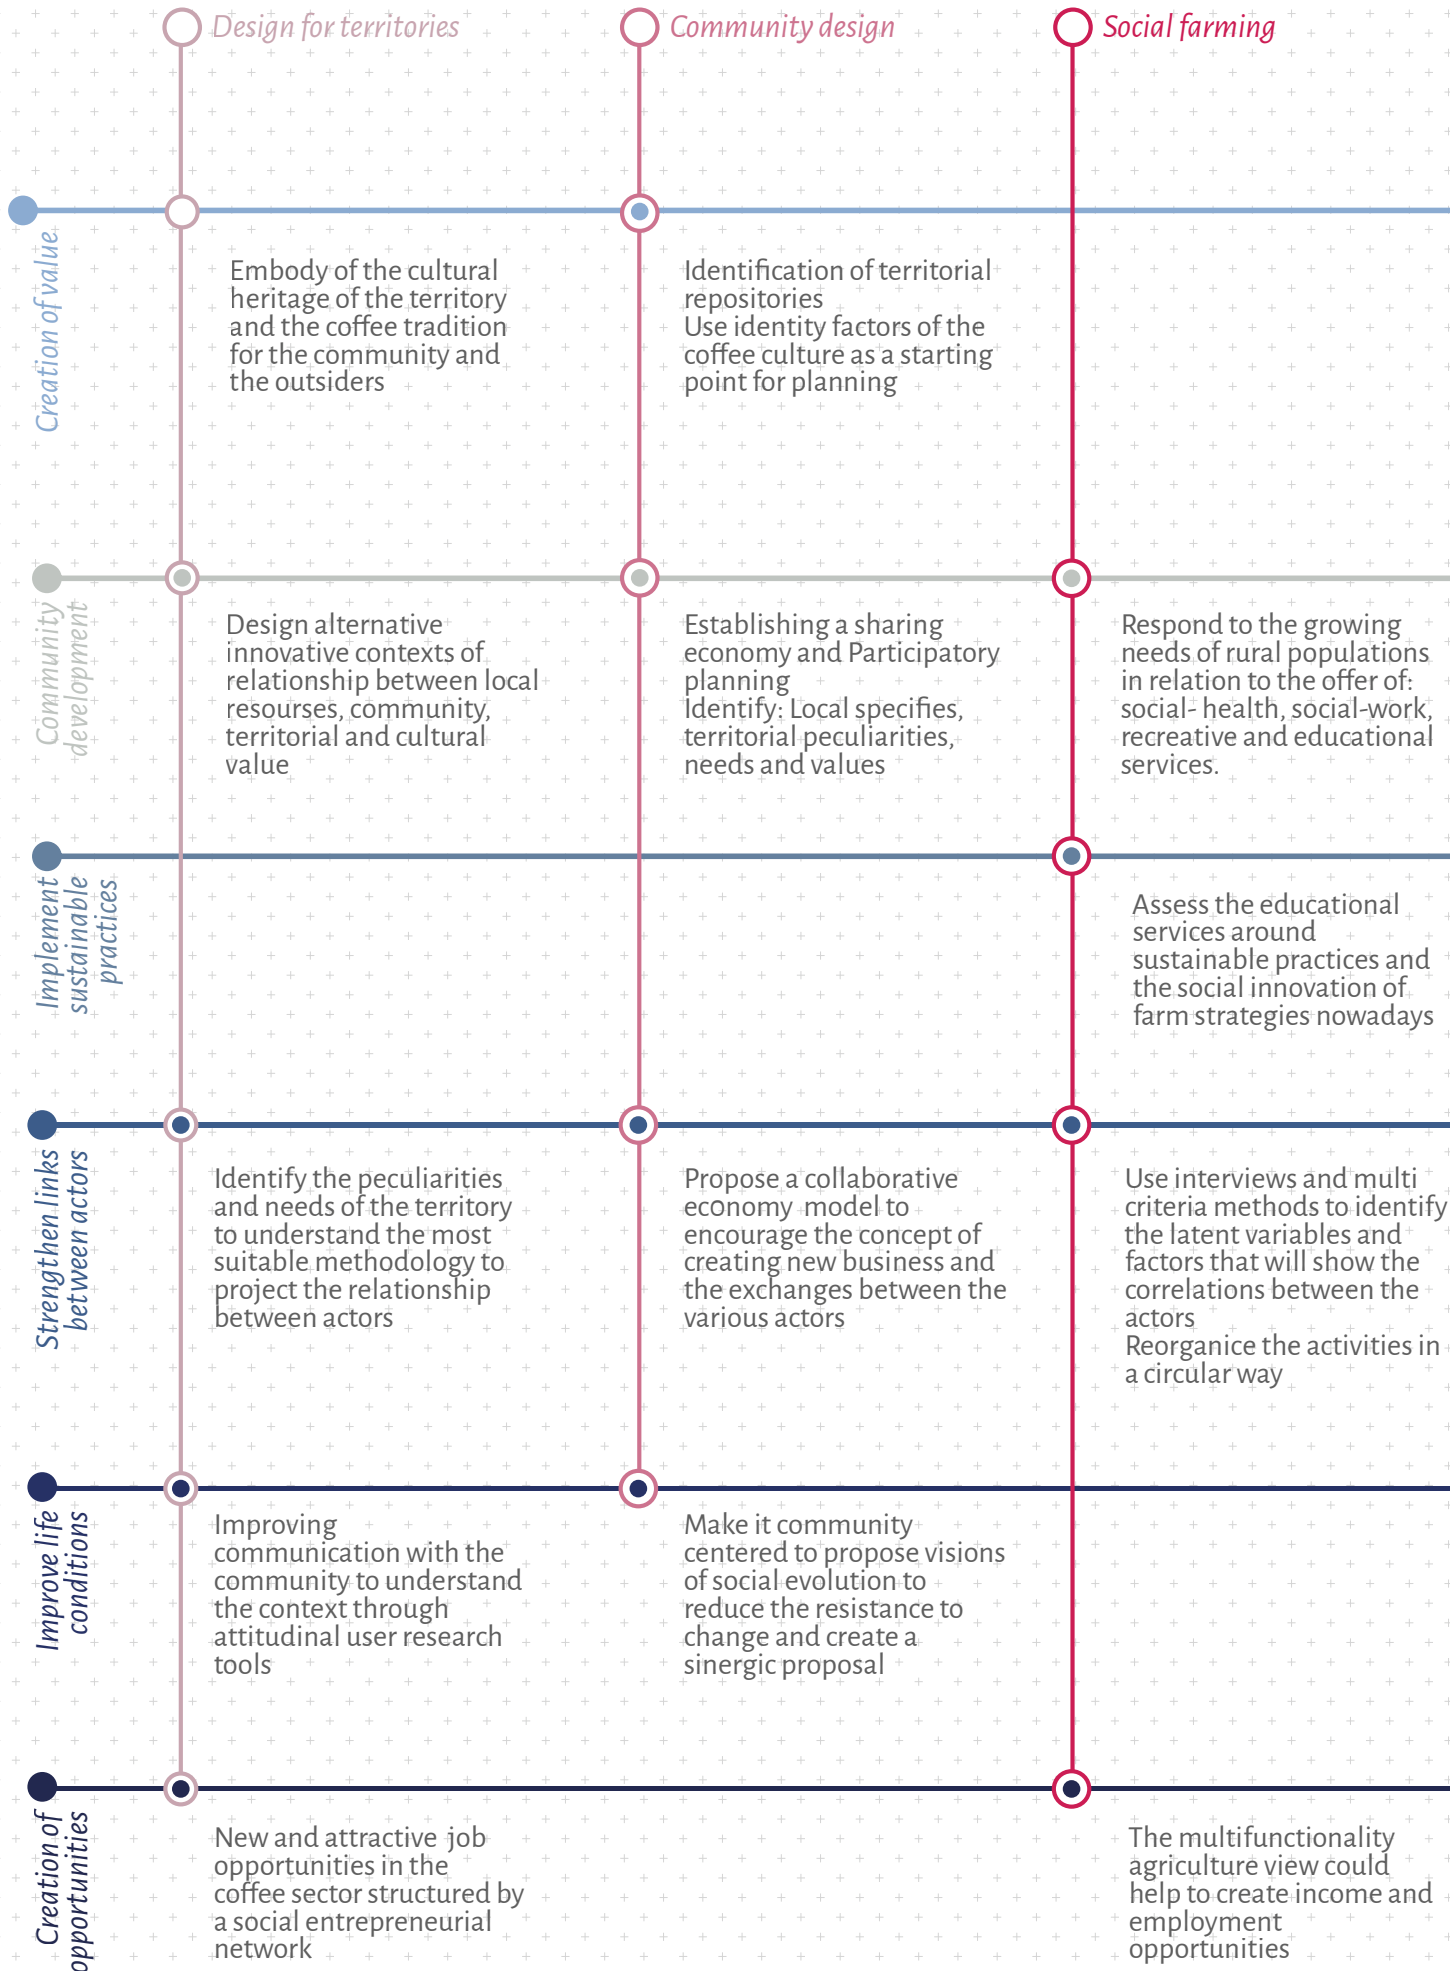 Design for territories
Community design
Social farming
Creation of value
Embody of the cultural
heritage of the territory
and the coffee tradition
for the community and
the outsiders
Identification of territorial
repositories
Use identity factors of the
coffee culture as a starting
point for planning
Community
development
Design alternative
innovative contexts of
relationship between local
resourses, community,
territorial and cultural
value
Establishing a sharing
economy and Participatory
planning
Identify: Local specifies,
territorial peculiarities,
needs and values
Respond to the growing
needs of rural populations
in relation to the offer of:
social- health, social-work,
recreative and educational
services.
Implement
sustainable
practices
Assess the educational
services around
sustainable practices and
the social innovation of
farm strategies nowadays
Strengthen links
between actors
Identify the peculiarities
and needs of the territory
to understand the most
suitable methodology to
project the relationship
between actors
Propose a collaborative
economy model to
encourage the concept of
creating new business and
the exchanges between the
various actors
Use interviews and multi
criteria methods to identify
the latent variables and
factors that will show the
correlations between the
actors
Reorganice the activities in
a circular way
Improve life
conditions
Improving
communication with the
community to understand
the context through
attitudinal user research
tools
Make it community
centered to propose visions
of social evolution to
reduce the resistance to
change and create a
sinergic proposal
Creation of
opportunities
New and attractive job
opportunities in the
coffee sector structured by
a social entrepreneurial
network
The multifunctionality
agriculture view could
help to create income and
employment
opportunities